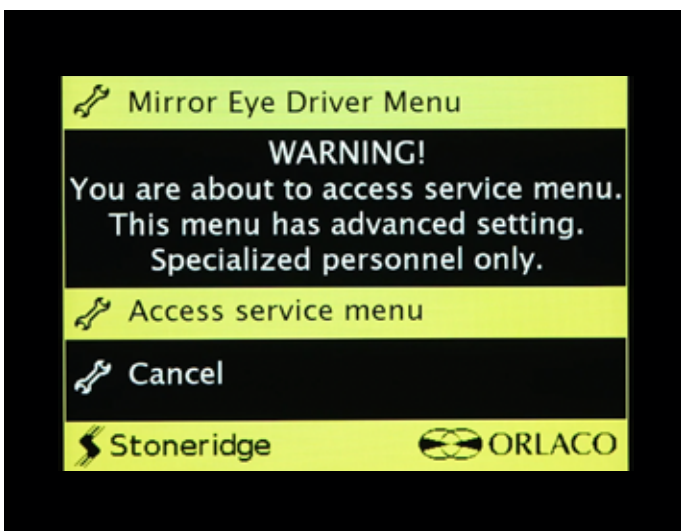 Mirror Eye Driver Menu
WARNING!
You are about to access service menu.
This menu has advanced setting.
Specialized personnel only.
Access service menu
Cancel
Stoneridge ORLACO